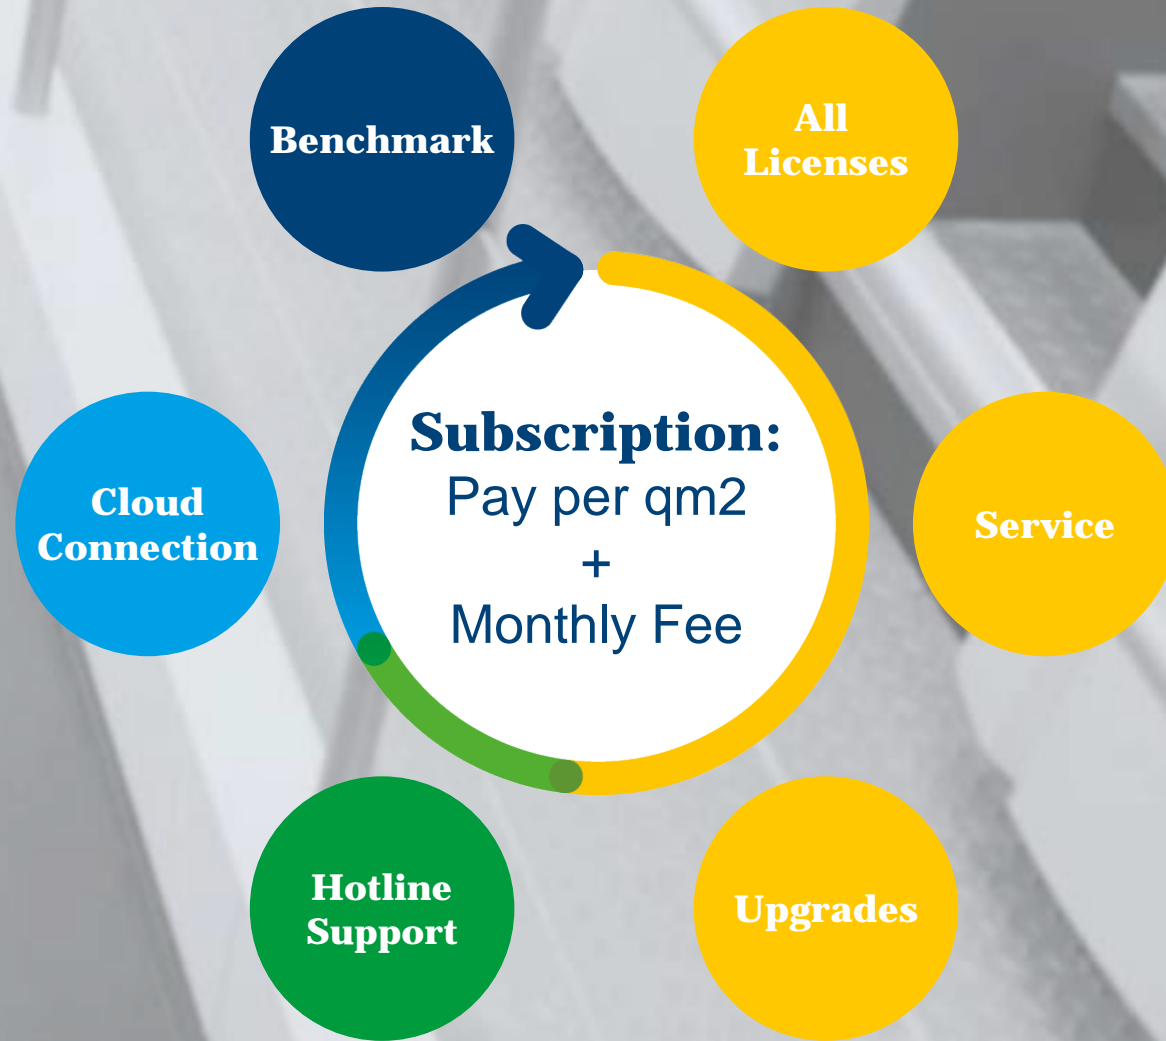 Benchmark
All
Licenses
Subscription:
Pay per qm2
+
Monthly Fee
Cloud
Connection
Service
Hotline
Support
Upgrades